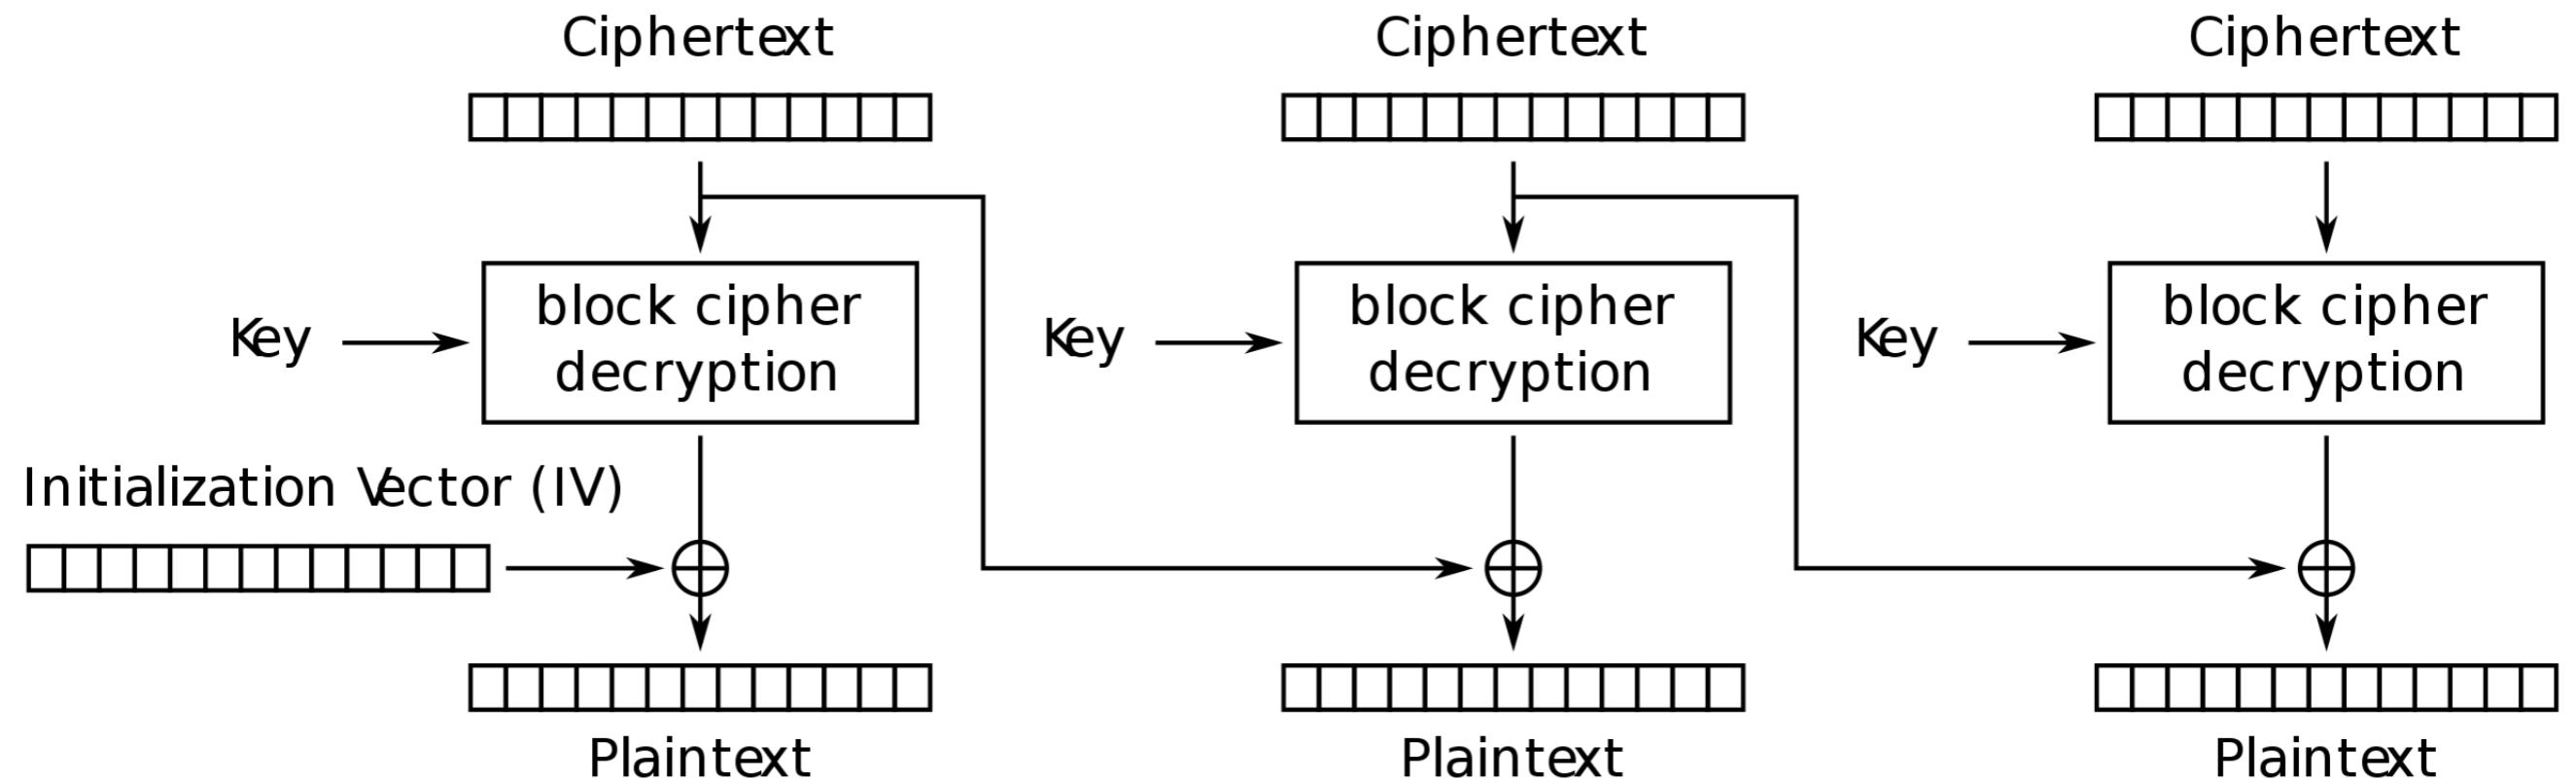 Ciphertext
Ciphertext
Ciphertext
block cipher
decryption
block cipher
decryption
block cipher
decryption
Key
Key
Key
Initialization Vector (IV)
Plaintext
Plaintext
Plaintext